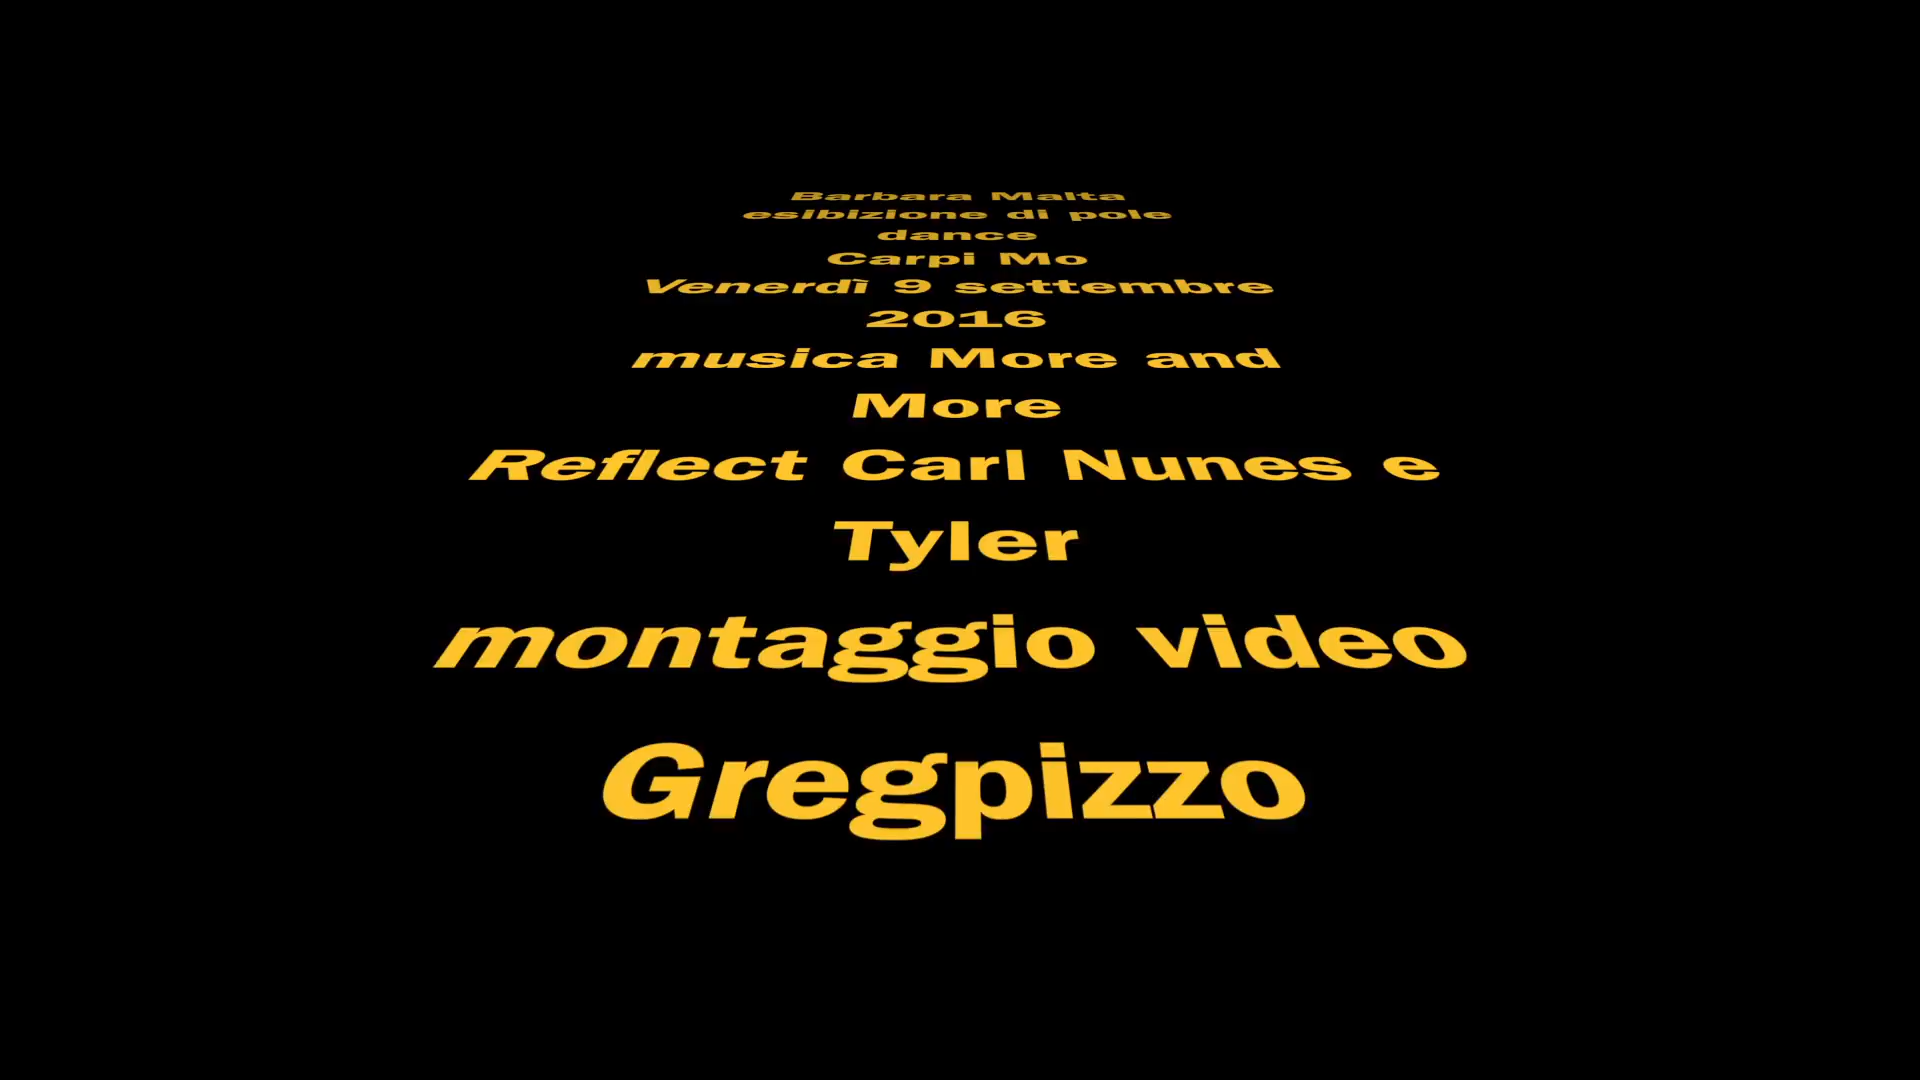 Barbara Malta
esibizione di pole
dance
Carpi Mo
Venerdì 9 settembre
2016
musica More and
More
Reflect Carl Nunes e
Tyler
montaggio video
Gregpizzo